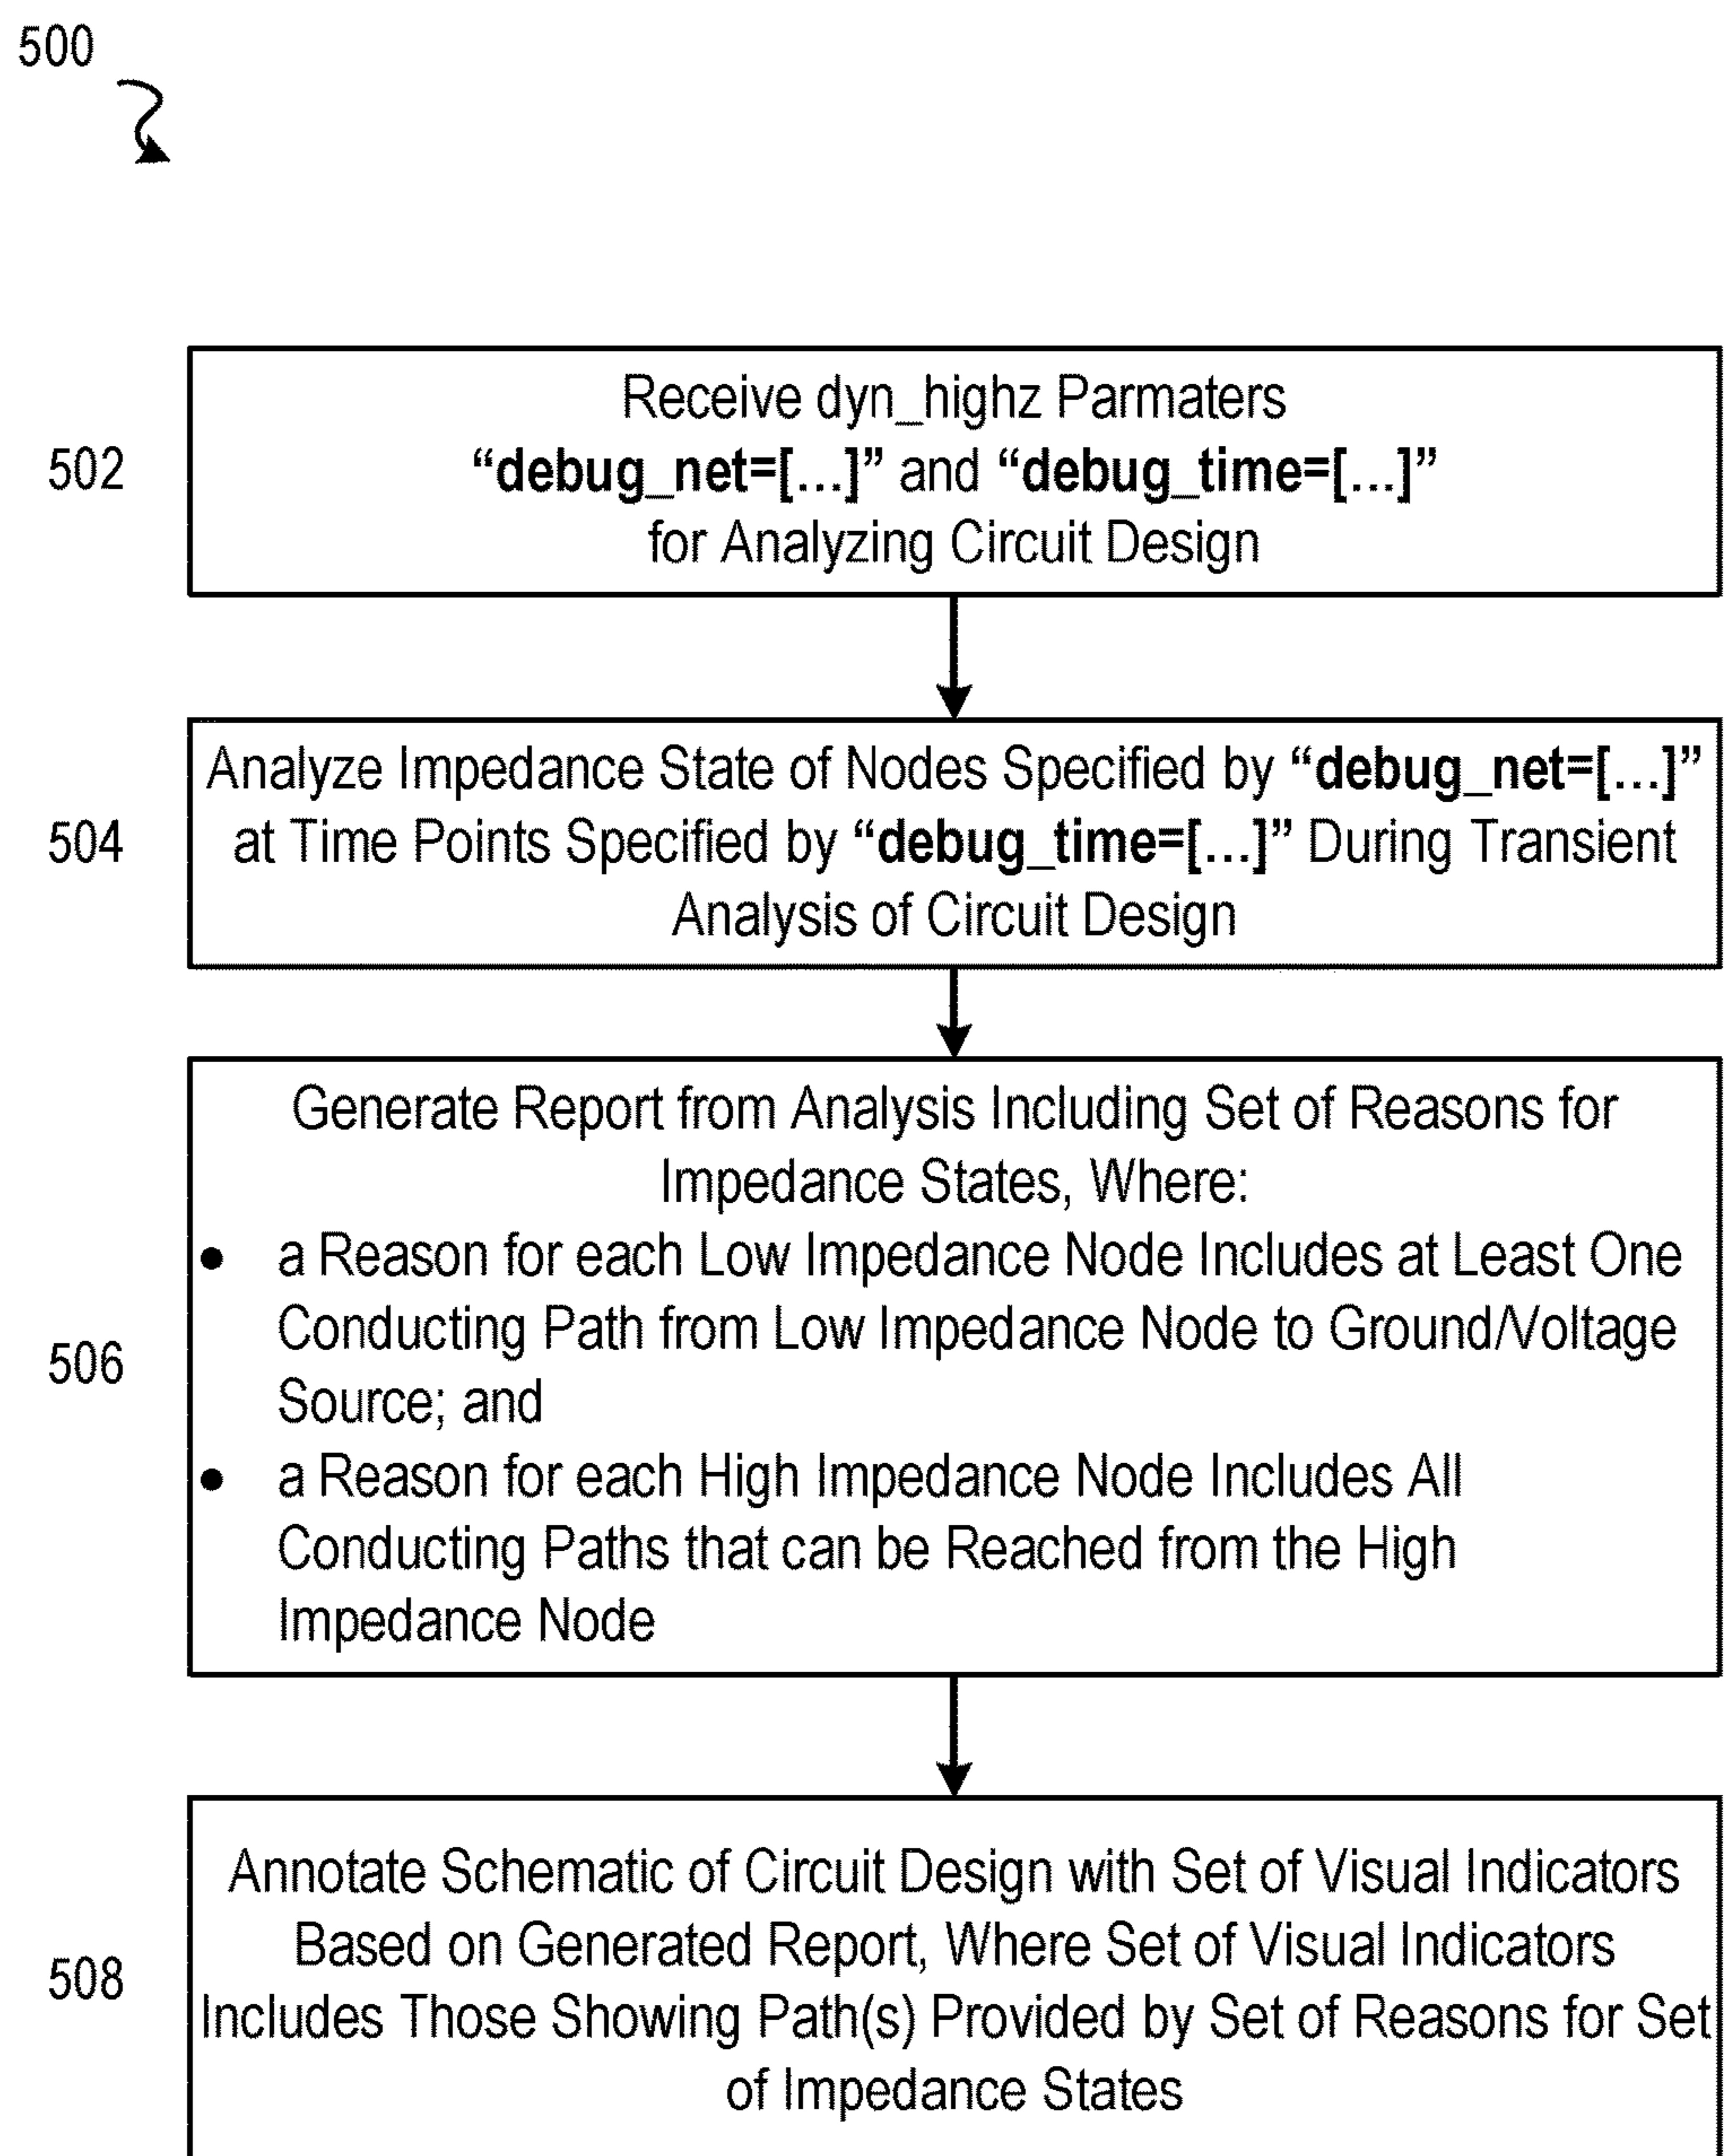 500
502
Receive dyn_highz Parmaters
“debug_net=[...]” and “debug_time=[...]”
for Analyzing Circuit Design
504
Analyze Impedance State of Nodes Specified by “debug_net=[...]”
at Time Points Specified by “debug_time=[...]” During Transient
Analysis of Circuit Design
506
Generate Report from Analysis Including Set of Reasons for
Impedance States, Where:
• a Reason for each Low Impedance Node Includes at Least One
Conducting Path from Low Impedance Node to Ground/Voltage
Source; and
• a Reason for each High Impedance Node Includes All
Conducting Paths that can be Reached from the High
Impedance Node
508
Annotate Schematic of Circuit Design with Set of Visual Indicators
Based on Generated Report, Where Set of Visual Indicators
Includes Those Showing Path(s) Provided by Set of Reasons for Set
of Impedance States